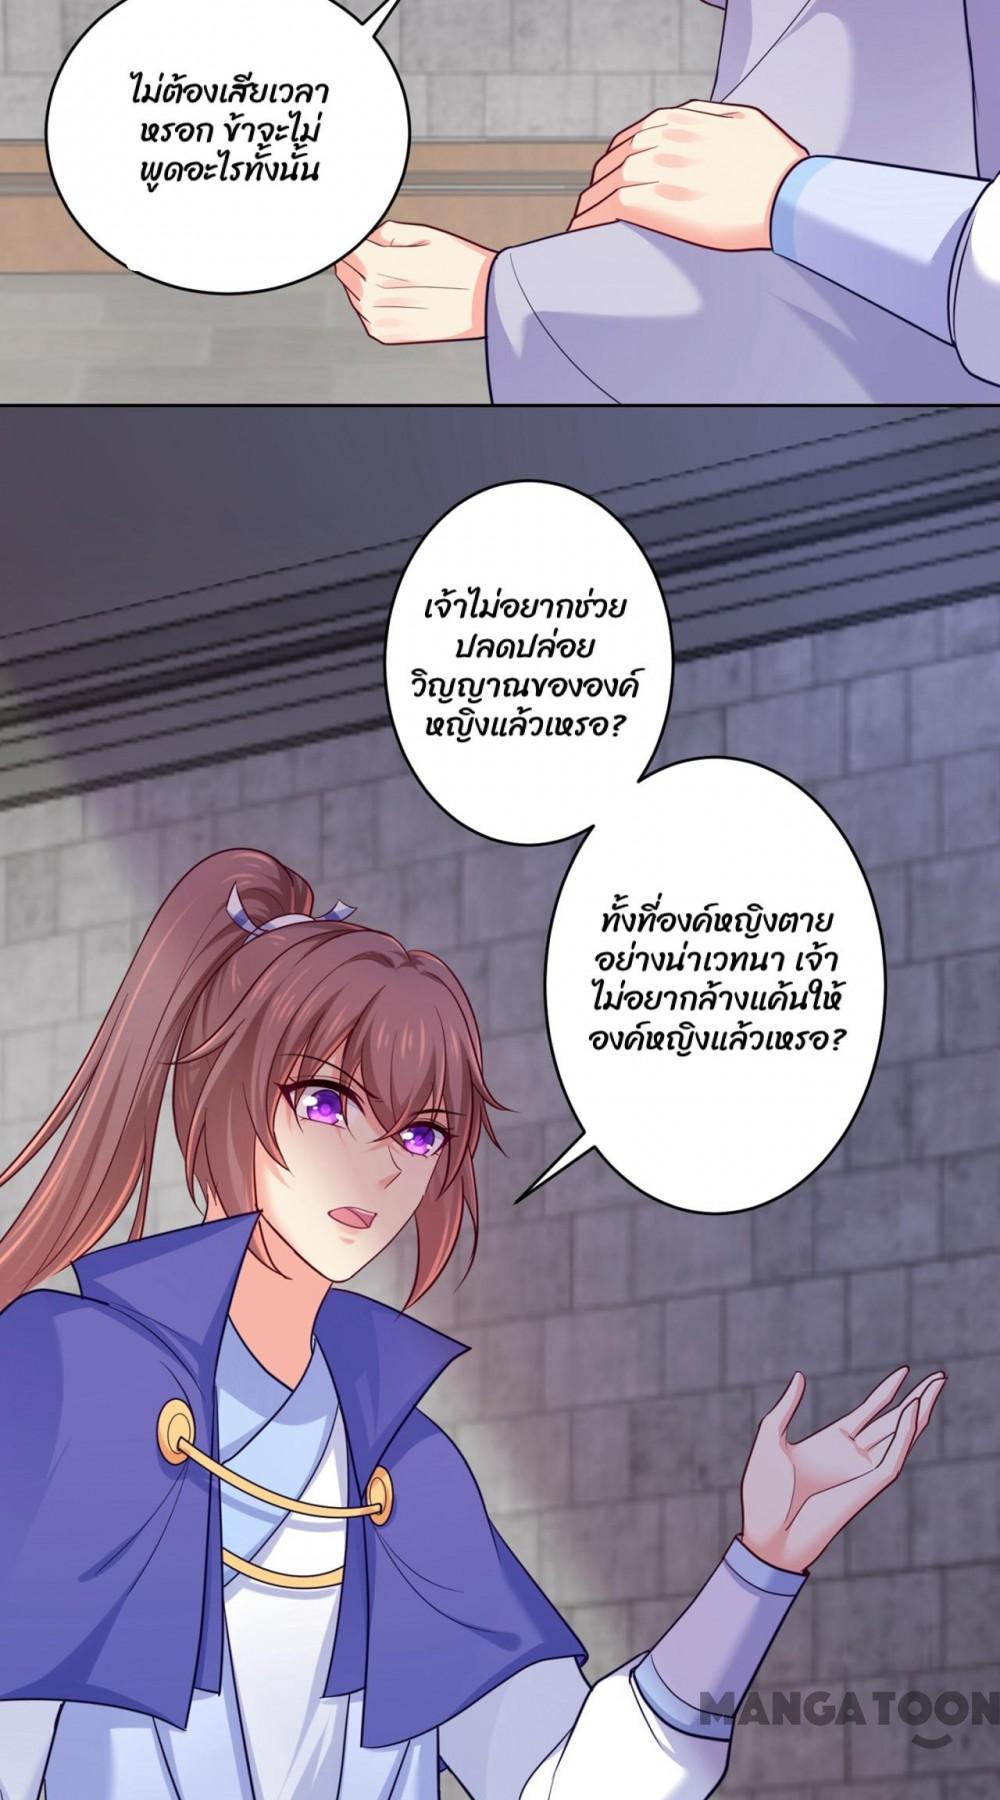 ไม่ต้องเสียเวลา
หรอก ข้าจะไม่
พูดอะไรทั้งนั้น
เจ้าไม่อยากช่วย
ปลดปล่อย
วิญญาณขององค์
หญิงแล้วเหรอ?
ทั้งที่องค์หญิงตาย
อย่างน่าเวทนา เจ้า
ไม่อยากล้างแค้นให้
องค์หญิงแล้วเหรอ?
MANGATOON